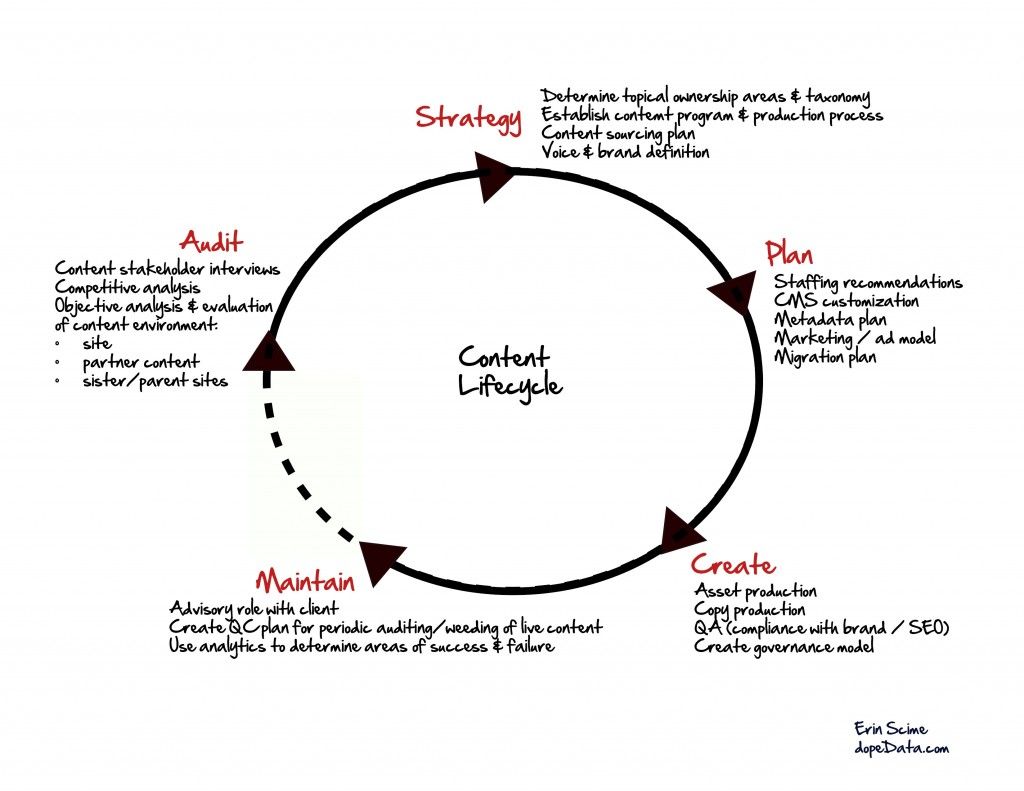 Strategy
Determine topical ownership areas & taxonomy
Establish content program & production process
Content sourcing plan
Voice & brand definition
Audit
Content stakeholder interviews
Competitive analysis
Objective analysis & evaluation
of content environment:
• site
• partner content
• sister/parent sites
Plan
Staffing recommendations
CMS customization
Metadata plan
Marketing / ad model
Migration plan
Content
Lifecycle
Create
Asset production
Copy production
QA (compliance with brand / SEO)
Create governance model
Maintain
Advisory role with client
Create QC plan for periodic auditing/weeding of live content
Use analytics to determine areas of success & failure
Erin Scime
dopeData.com